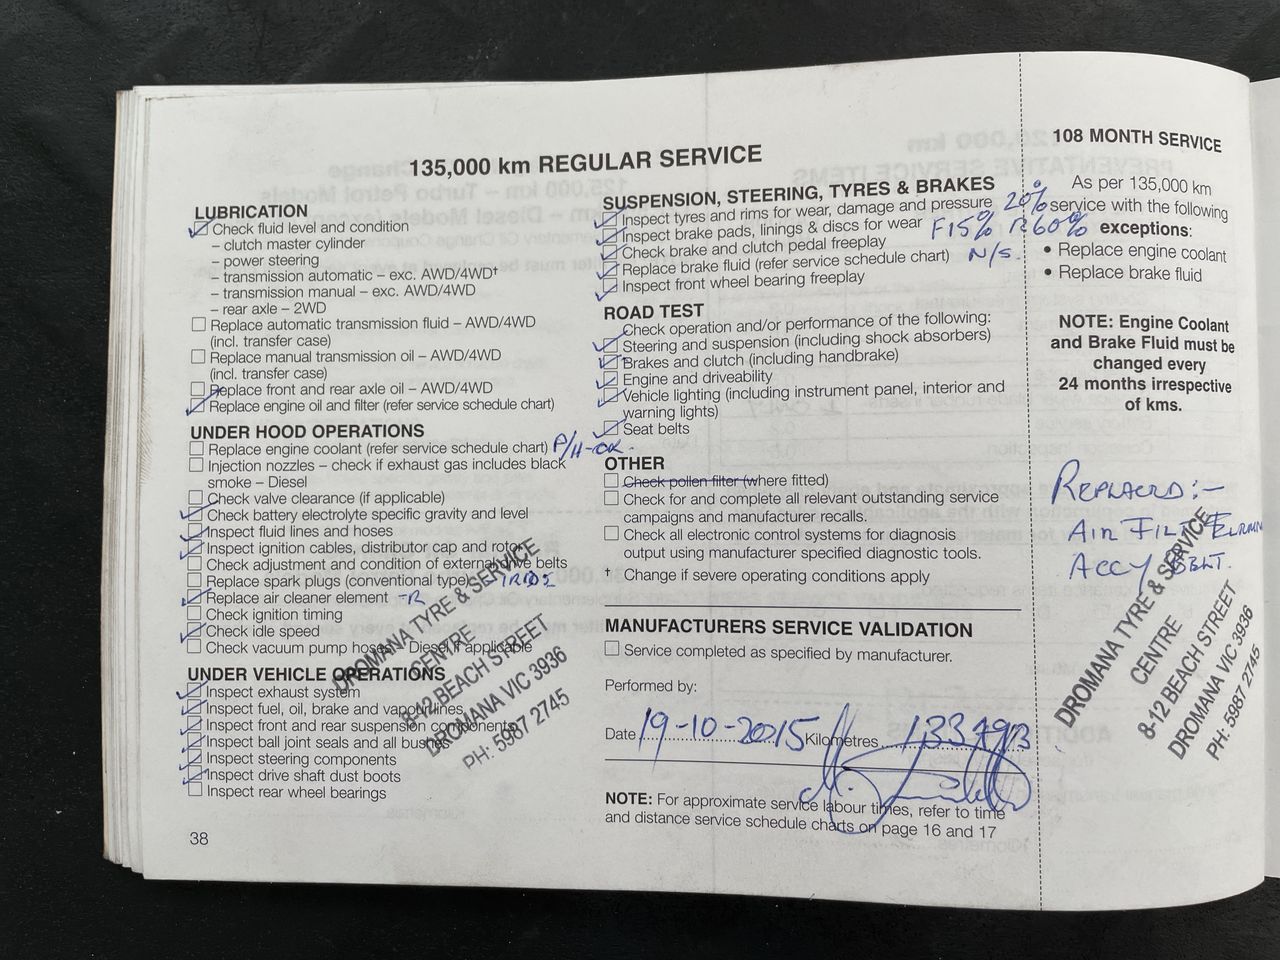 135,000 km REGULAR SERVICE
LUBRICATION
Check fluid level and condition
– clutch master cylinder
– power steering
– transmission automatic – exc. AWD/4WD†
– transmission manual – exc. AWD/4WD
– rear axle – 2WD
Replace automatic transmission fluid – AWD/4WD
(incl. transfer case)
Replace manual transmission oil – AWD/4WD
(incl. transfer case)
Replace front and rear axle oil – AWD/4WD
Replace engine oil and filter (refer service schedule chart)
UNDER HOOD OPERATIONS
Replace engine coolant (refer service schedule chart) P/H-OK.
Injection nozzles – check if exhaust gas includes black
smoke – Diesel
Check valve clearance (if applicable)
Check battery electrolyte specific gravity and level
Inspect fluid lines and hoses
Inspect ignition cables, distributor cap and rotor
Check adjustment and condition of external drive belts
Replace spark plugs (conventional type)
Replace air cleaner element -R
Check ignition timing
Check idle speed
Check vacuum pump hoses – Diesel if applicable
UNDER VEHICLE OPERATIONS
Inspect exhaust system
Inspect fuel, oil, brake and vapour lines
Inspect front and rear suspension components
Inspect ball joint seals and all bushes
Inspect steering components
Inspect drive shaft dust boots
Inspect rear wheel bearings
DROMANA TYRE & SERVICE
CENTRE
8-12 BEACH STREET
DROMANA VIC 3936
PH: 5987 2745
38
SUSPENSION, STEERING, TYRES & BRAKES
Inspect tyres and rims for wear, damage and pressure 20%
Inspect brake pads, linings & discs for wear F15% R60%
Check brake and clutch pedal freeplay
Replace brake fluid (refer service schedule chart) N/S.
Inspect front wheel bearing freeplay
ROAD TEST
Check operation and/or performance of the following:
Steering and suspension (including shock absorbers)
Brakes and clutch (including handbrake)
Engine and driveability
Vehicle lighting (including instrument panel, interior and
warning lights)
Seat belts
OTHER
Check pollen filter (where fitted)
Check for and complete all relevant outstanding service
campaigns and manufacturer recalls.
Check all electronic control systems for diagnosis
output using manufacturer specified diagnostic tools.
† Change if severe operating conditions apply
MANUFACTURERS SERVICE VALIDATION
Service completed as specified by manufacturer.
Performed by:
Date 19-10-2015 Kilometres 133793
NOTE: For approximate service labour times, refer to time
and distance service schedule charts on page 16 and 17
108 MONTH SERVICE
As per 135,000 km
service with the following
exceptions:
• Replace engine coolant
• Replace brake fluid
NOTE: Engine Coolant
and Brake Fluid must be
changed every
24 months irrespective
of kms.
REPLACED:-
AIR FILT
ACCY BELT.
DROMANA TYRE & SERVICE
CENTRE
8-12 BEACH STREET
DROMANA VIC 3936
PH: 5987 2745